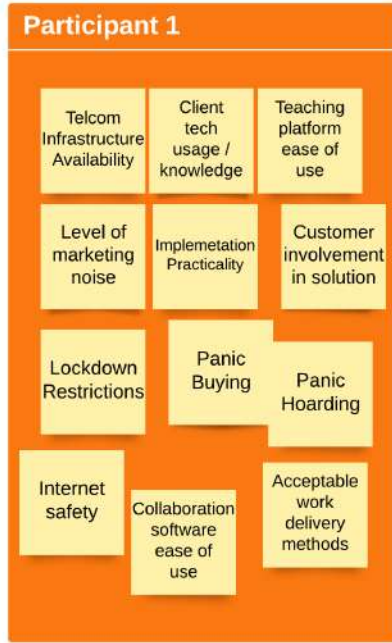 Participant 1
Telcom
Infrastructure
Availability
Client
tech
usage /
knowledge
Teaching
platform
ease of
use
Level of
marketing
noise
Implemetation
Practicality
Customer
involvement
in solution
Lockdown
Restrictions
Panic
Buying
Panic
Hoarding
Internet
safety
Collaboration
software
ease of
use
Acceptable
work
delivery
methods